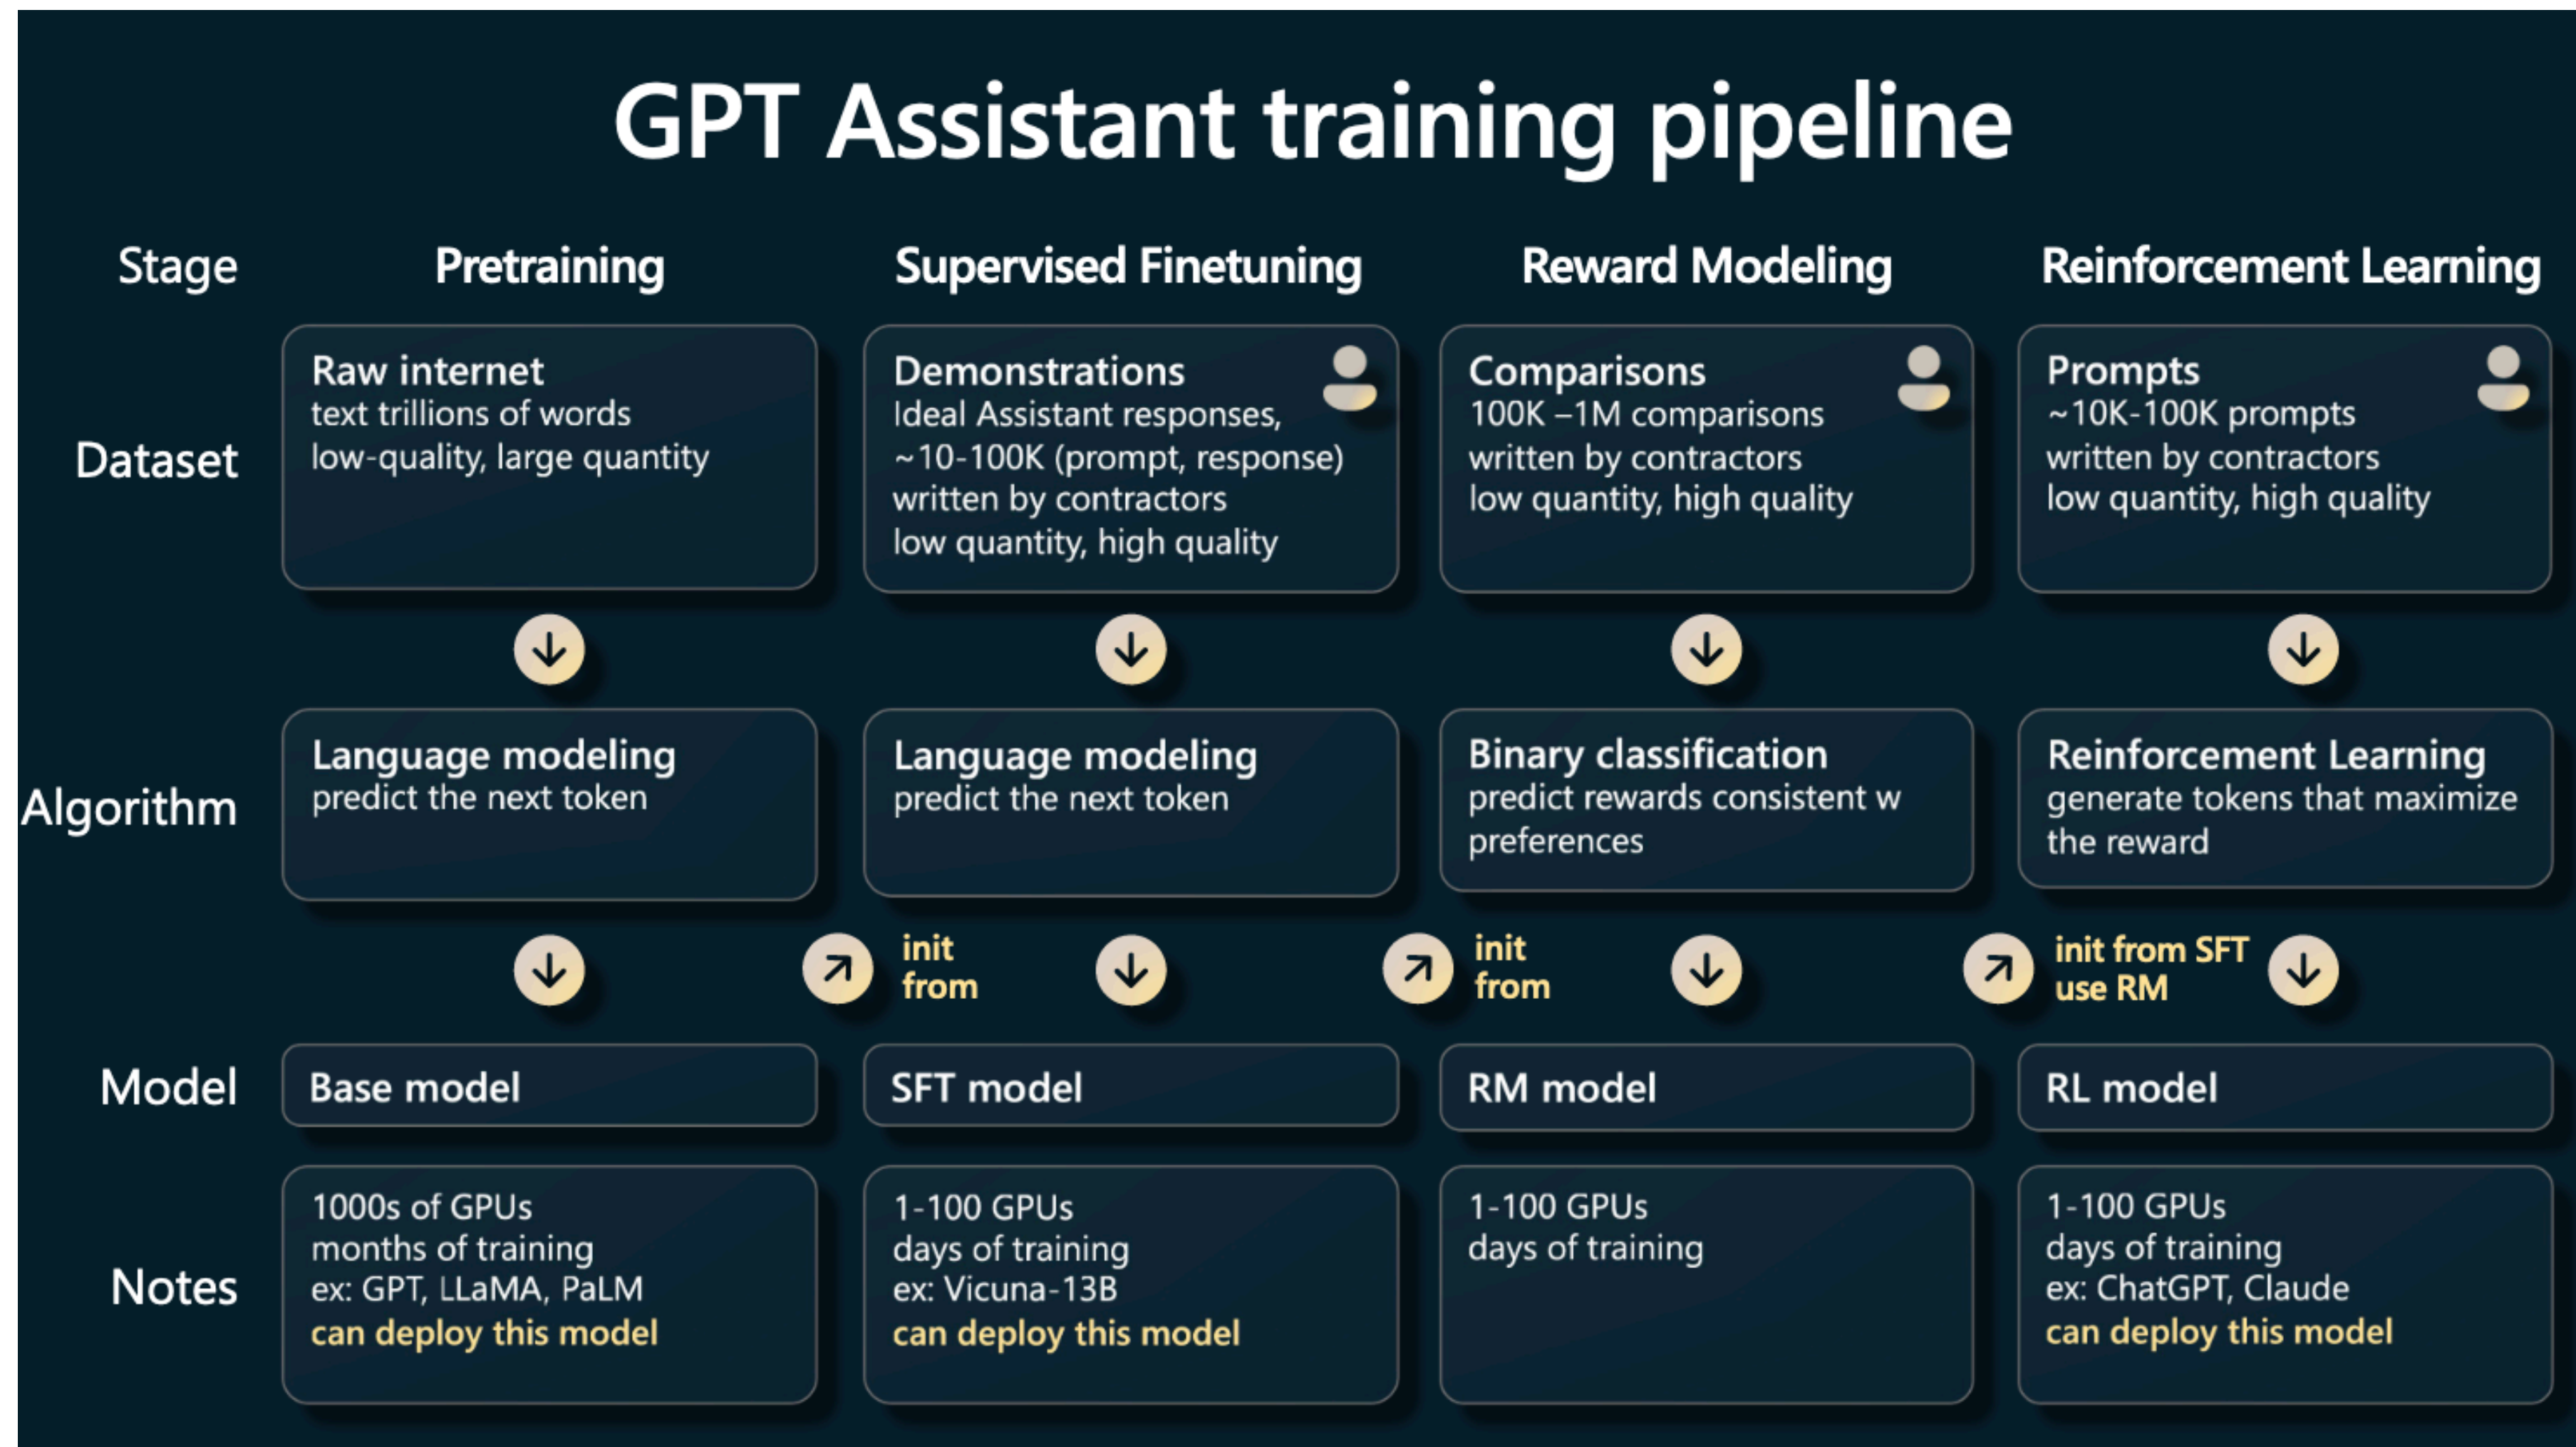 GPT Assistant training pipeline
Stage
Pretraining
Supervised Finetuning
Reward Modeling
Reinforcement Learning
Dataset
Raw internet
text trillions of words
low-quality, large quantity
Demonstrations
Ideal Assistant responses,
~10-100K (prompt, response)
written by contractors
low quantity, high quality
Comparisons
100K –1M comparisons
written by contractors
low quantity, high quality
Prompts
~10K-100K prompts
written by contractors
low quantity, high quality
Algorithm
Language modeling
predict the next token
Language modeling
predict the next token
Binary classification
predict rewards consistent w
preferences
Reinforcement Learning
generate tokens that maximize
the reward
init
from
init
from
init from SFT
use RM
Model
Base model
SFT model
RM model
RL model
Notes
1000s of GPUs
months of training
ex: GPT, LLaMA, PaLM
can deploy this model
1-100 GPUs
days of training
ex: Vicuna-13B
can deploy this model
1-100 GPUs
days of training
1-100 GPUs
days of training
ex: ChatGPT, Claude
can deploy this model